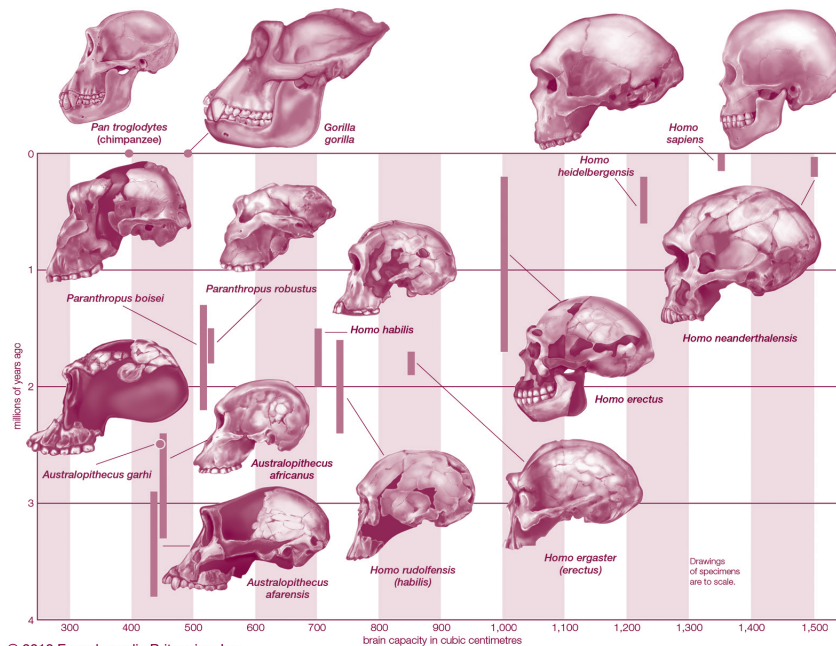 Pan troglodytes
(chimpanzee)
Gorilla
gorilla
Homo
sapiens
Homo
heidelbergensis
0
Paranthropus boisei
Paranthropus robustus
1
Homo habilis
Homo neanderthalensis
millions of years ago
2
Homo erectus
Australopithecus garhi
Australopithecus
africanus
3
Homo rudolfensis
(habilis)
Homo ergaster
(erectus)
Australopithecus
afarensis
Drawings
of specimens
are to scale.
4
300 400 500 600 700 800 900 1,000 1,100 1,200 1,300 1,400 1,500
brain capacity in cubic centimetres